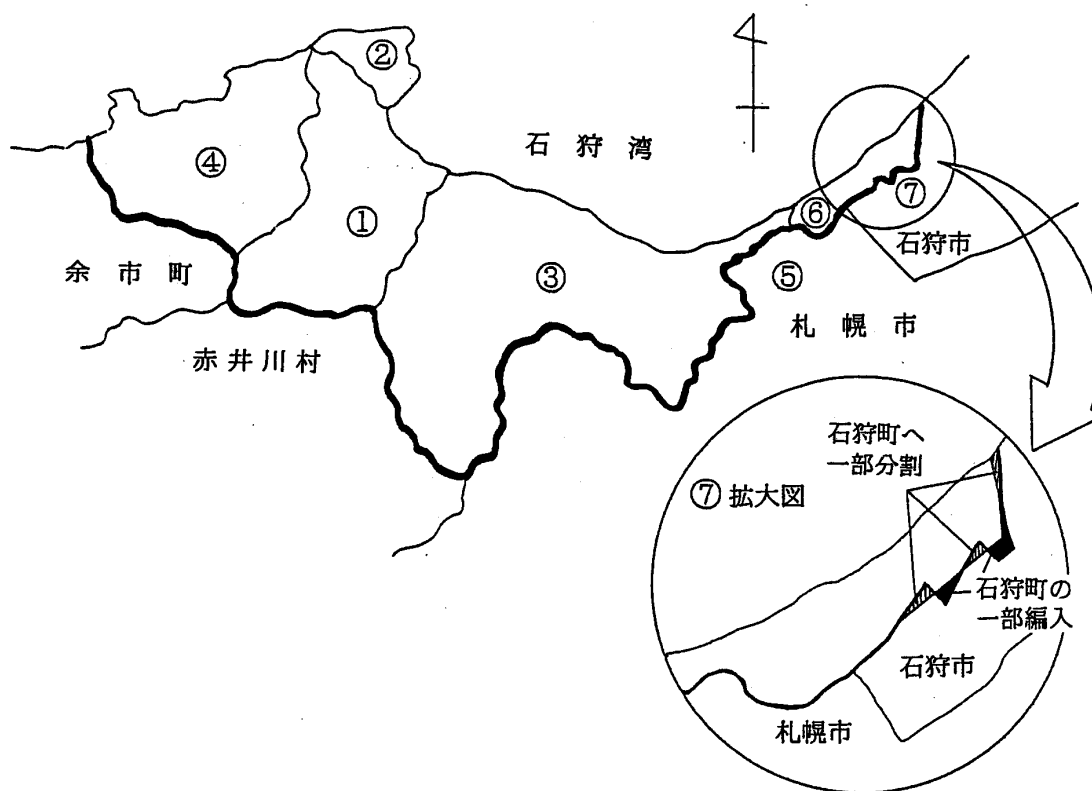 ②
④
石狩湾
⑦
①
⑥
石狩市
余市町
③
⑤
札幌市
赤井川村
石狩町へ
一部分割
⑦ 拡大図
石狩町の
一部編入
石狩市
札幌市